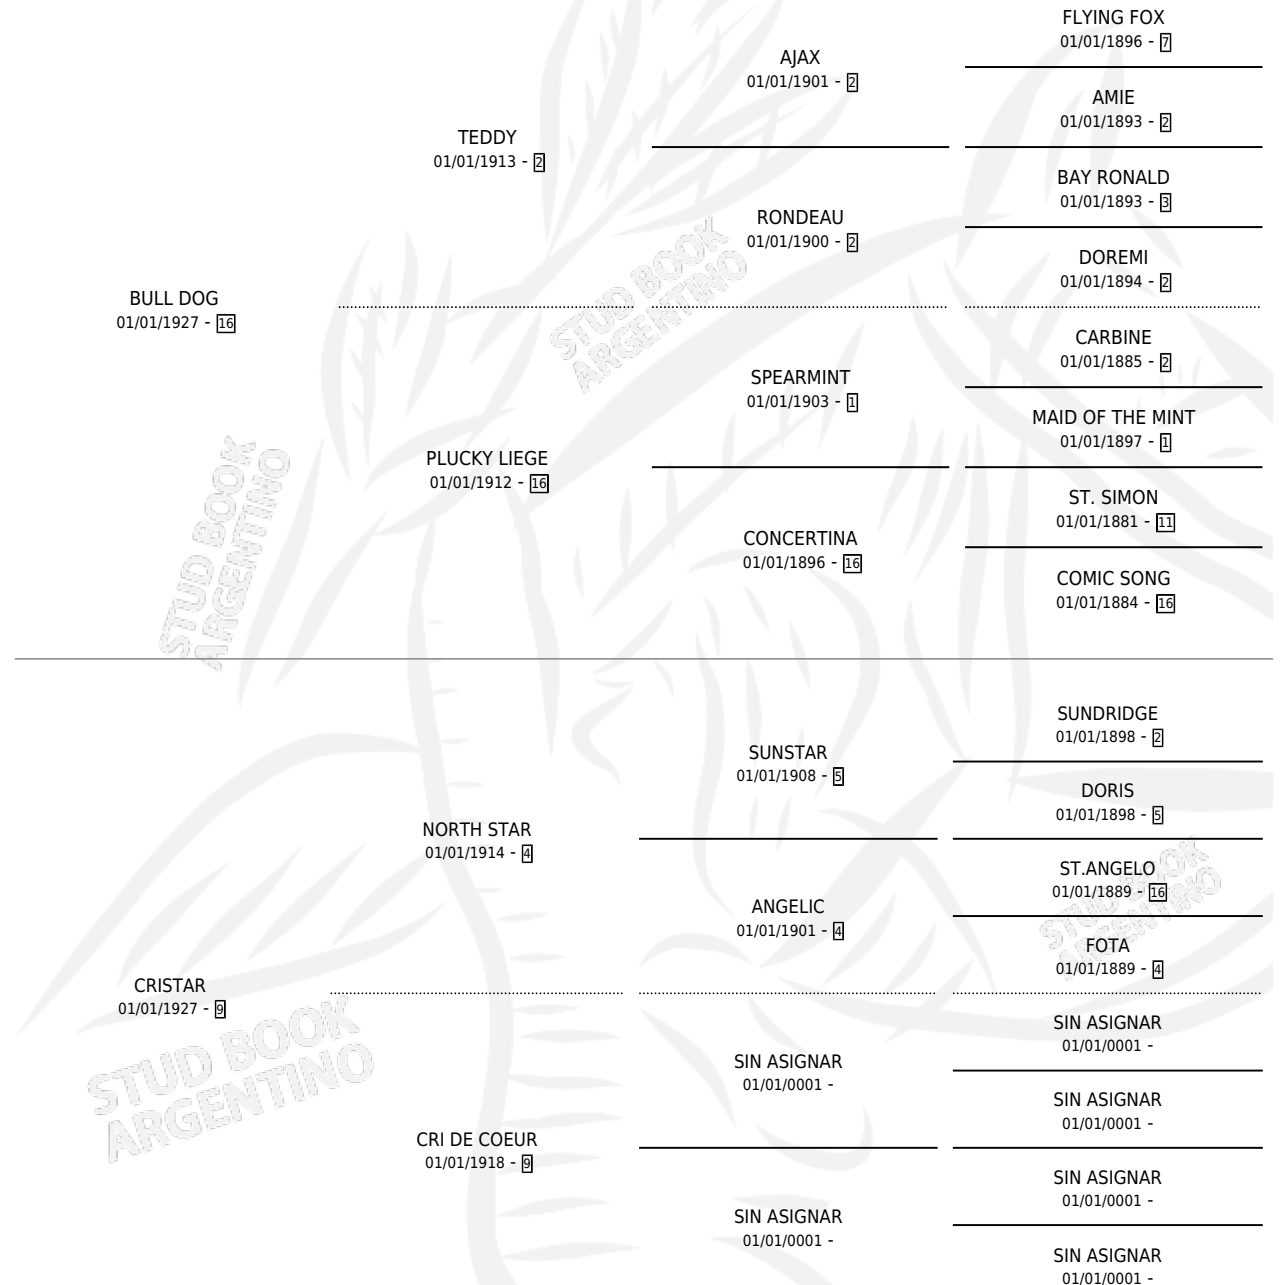 FLYING FOX
01/01/1896 - 7
AJAX
01/01/1901 - 2
AMIE
01/01/1893 - 2
TEDDY
01/01/1913 - 2
BAY RONALD
01/01/1893 - 3
RONDEAU
01/01/1900 - 2
DOREMI
01/01/1894 - 2
BULL DOG
01/01/1927 - 16
STUD BOOK
ARGENTINO
CARBINE
01/01/1885 - 2
SPEARMINT
01/01/1903 - 1
MAID OF THE MINT
01/01/1897 - 1
PLUCKY LIEGE
01/01/1912 - 16
ST. SIMON
01/01/1881 - 11
CONCERTINA
01/01/1896 - 16
COMIC SONG
01/01/1884 - 16
STUD BOOK
ARGENTINO
SUNDRIDGE
01/01/1898 - 2
SUNSTAR
01/01/1908 - 5
DORIS
01/01/1898 - 5
NORTH STAR
01/01/1914 - 4
ST.ANGELO
01/01/1889 - 16
ANGELIC
01/01/1901 - 4
FOTA
01/01/1889 - 4
STUD BOOK
ARGENTINO
CRISTAR
01/01/1927 - 9
SIN ASIGNAR
01/01/0001 -
SIN ASIGNAR
01/01/0001 -
SIN ASIGNAR
01/01/0001 -
STUD BOOK
ARGENTINO
CRI DE COEUR
01/01/1918 - 9
SIN ASIGNAR
01/01/0001 -
SIN ASIGNAR
01/01/0001 -
SIN ASIGNAR
01/01/0001 -